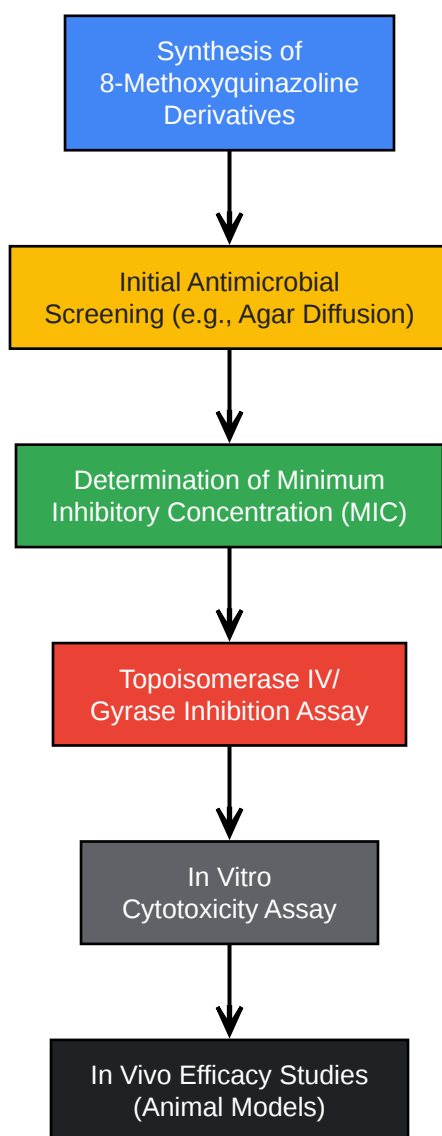 Synthesis of
8-Methoxyquinazoline
Derivatives
Initial Antimicrobial
Screening (e.g., Agar Diffusion)
Determination of Minimum
Inhibitory Concentration (MIC)
Topoisomerase IV/
Gyrase Inhibition Assay
In Vitro
Cytotoxicity Assay
In Vivo Efficacy Studies
(Animal Models)